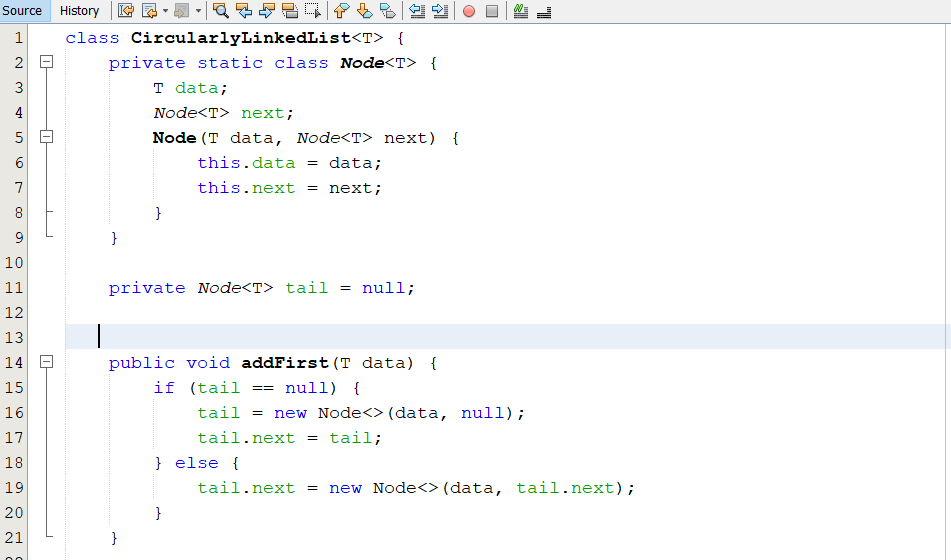 Source History
1 class CircularlyLinkedList<T> {
2     private static class Node<T> {
3         T data;
4         Node<T> next;
5         Node(T data, Node<T> next) {
6             this.data = data;
7             this.next = next;
8         }
9     }
10
11     private Node<T> tail = null;
12
13
14     public void addFirst(T data) {
15         if (tail == null) {
16             tail = new Node<>(data, null);
17             tail.next = tail;
18         } else {
19             tail.next = new Node<>(data, tail.next);
20         }
21     }